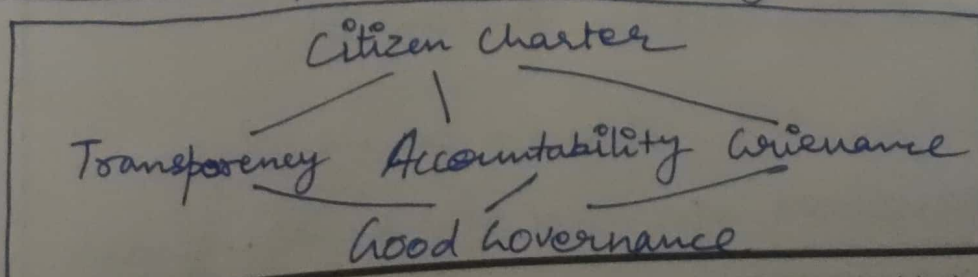 Citizen Charter
Transparency Accountability Grievance
Good Governance